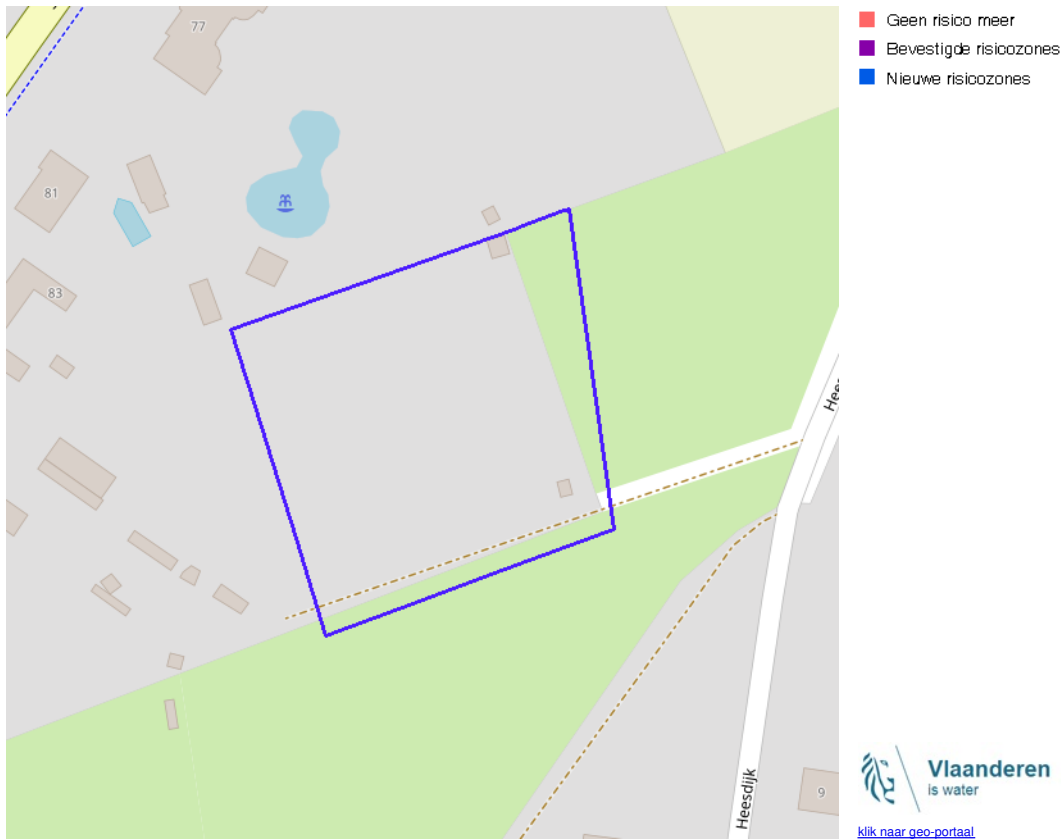 77
81
83
Heesdijk
9
Geen risico meer
Bevestigde risicozones
Nieuwe risicozones
Vlaanderen
is water
klik naar geo-portaal